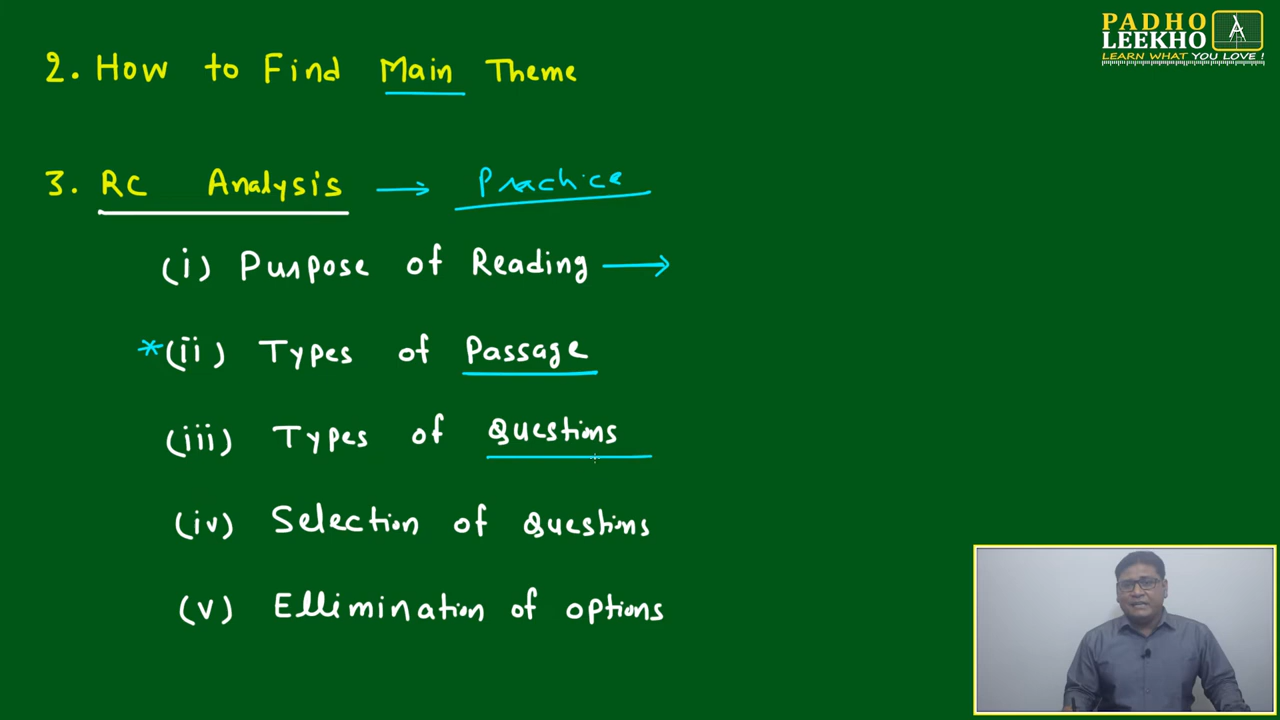 PADHO
LEEKHO
LEARN WHAT YOU LOVE !
2. How to Find Main Theme
3. RC Analysis → Practice
(i) Purpose of Reading →
*(ii) Types of Passage
(iii) Types of Questions
(iv) Selection of Questions
(v) Ellimination of options